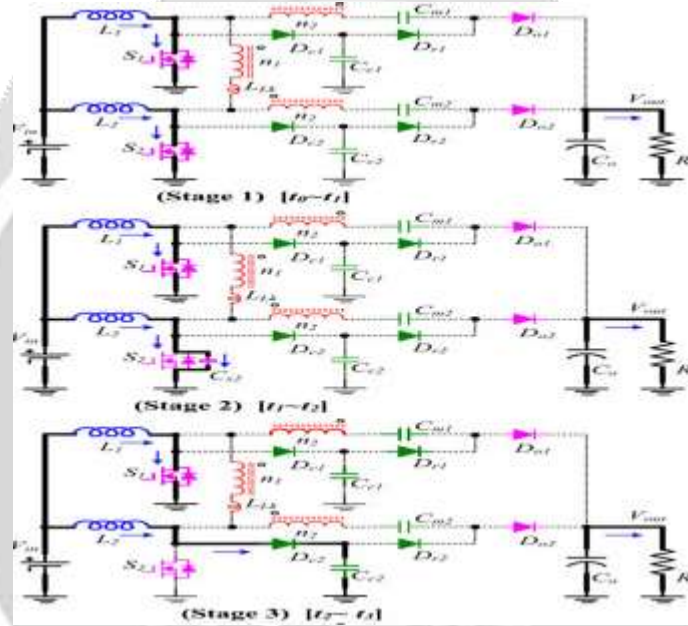 n₂ Cm1
L₁ Dc1 Dr1 Do1
S₁ n₁ Cc1
L1k
n₂ Cm2 Vout
Vin L₂ Dc2 Dr2 Do2
S₂ Cc2 Co R
(Stage 1) [t₀~t₁]
n₂ Cm1
L₁ Dc1 Dr1 Do1
S₁ n₁ Cc1
L1k
n₂ Cm2 Vout
Vin L₂ Dc2 Dr2 Do2
S₂ Cs2 Cc2 Co R
(Stage 2) [t₁~t₂]
n₂ Cm1
L₁ Dc1 Dr1 Do1
S₁ n₁ Cc1
L1k
n₂ Cm2 Vout
Vin L₂ Dc2 Dr2 Do2
S₂ Cc2 Co R
(Stage 3) [t₂~ t₃]